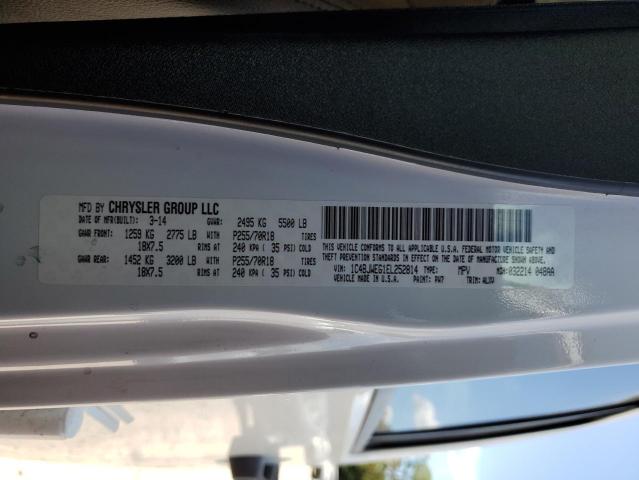 MFD BY CHRYSLER GROUP LLC
DATE OF MFR(BUILT): 3-14 GVWR: 2495 KG 5500 LB
GAWR FRONT: 1259 KG 2775 LB WITH P255/70R18 TIRES
18X7.5 RIMS AT 240 KPA ( 35 PSI) COLD
GAWR REAR: 1452 KG 3200 LB WITH P255/70R18 TIRES
18X7.5 RIMS AT 240 KPA ( 35 PSI) COLD
THIS VEHICLE CONFORMS TO ALL APPLICABLE U.S.A. FEDERAL MOTOR VEHICLE SAFETY AND
THEFT PREVENTION STANDARDS IN EFFECT ON THE DATE OF MANUFACTURE SHOWN ABOVE.
VIN: 1C4BJWEG1EL252814 TYPE: MPV MDH: 032214 048AA
VEHICLE MADE IN U.S.A. PAINT: PW7 TRIM: ALDV